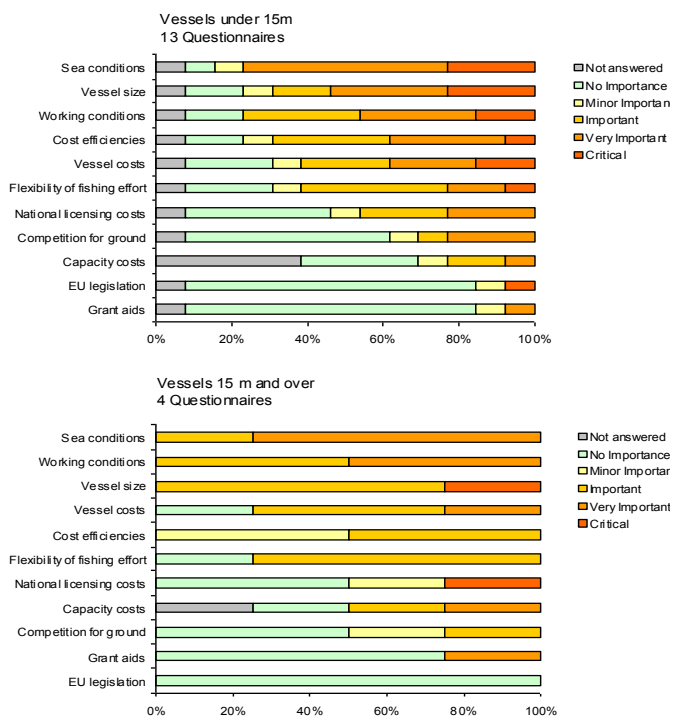 Vessels under 15m
13 Questionnaires
Sea conditions
Vessel size
Working conditions
Cost efficiencies
Vessel costs
Flexibility of fishing effort
National licensing costs
Competition for ground
Capacity costs
EU legislation
Grant aids
0% 20% 40% 60% 80% 100%
Not answered
No Importance
Minor Importan
Important
Very Important
Critical
Vessels 15 m and over
4 Questionnaires
Sea conditions
Working conditions
Vessel size
Vessel costs
Cost efficiencies
Flexibility of fishing effort
National licensing costs
Capacity costs
Competition for ground
Grant aids
EU legislation
0% 20% 40% 60% 80% 100%
Not answered
No Importance
Minor Importar
Important
Very Important
Critical